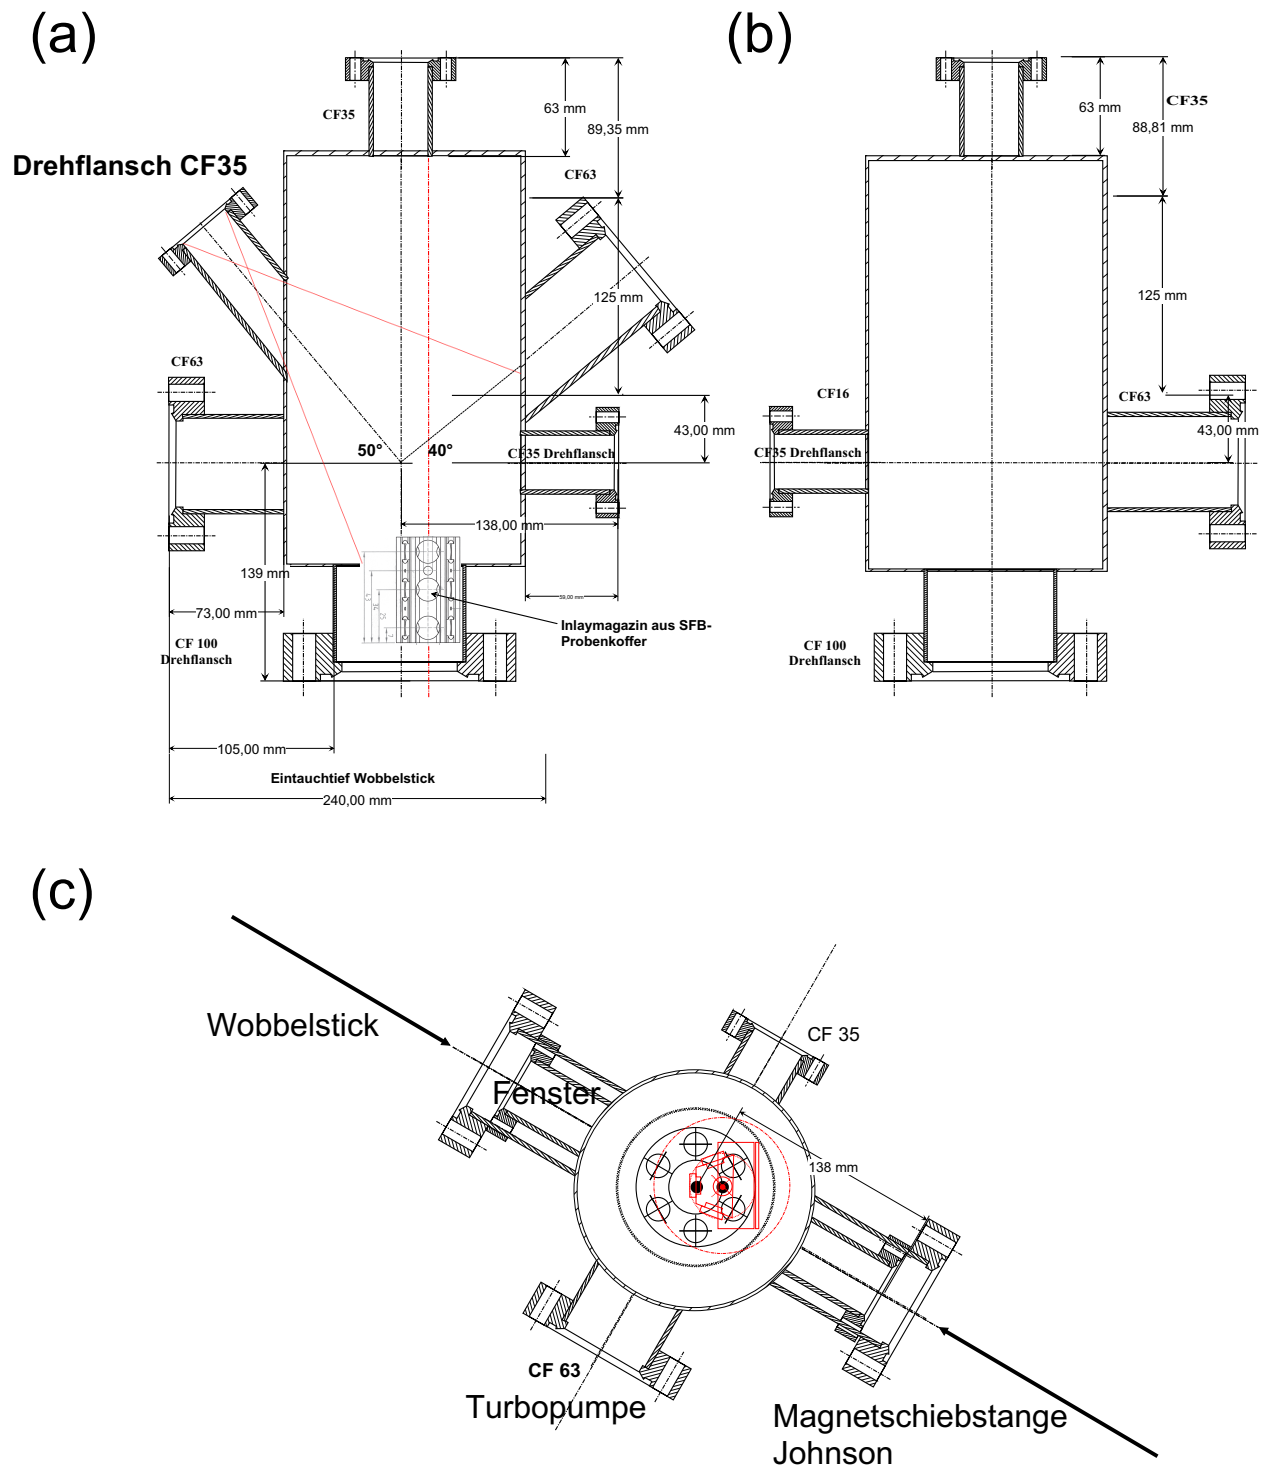 (a)
(b)
CF35
63 mm
89,35 mm
Drehflansch CF35
CF63
125 mm
CF63
50°
40°
43,00 mm
CF35 Drehflansch
138,00 mm
139 mm
59,00 mm
73,00 mm
Inlaymagazin aus SFB-
Probenkoffer
CF 100
Drehflansch
105,00 mm
Eintauchtief Wobbelstick
240,00 mm
63 mm
CF35
88,81 mm
125 mm
CF16
CF63
43,00 mm
CF35 Drehflansch
CF 100
Drehflansch
(c)
Wobbelstick
CF 35
Fenster
138 mm
CF 63
Turbopumpe
Magnetschiebstange
Johnson